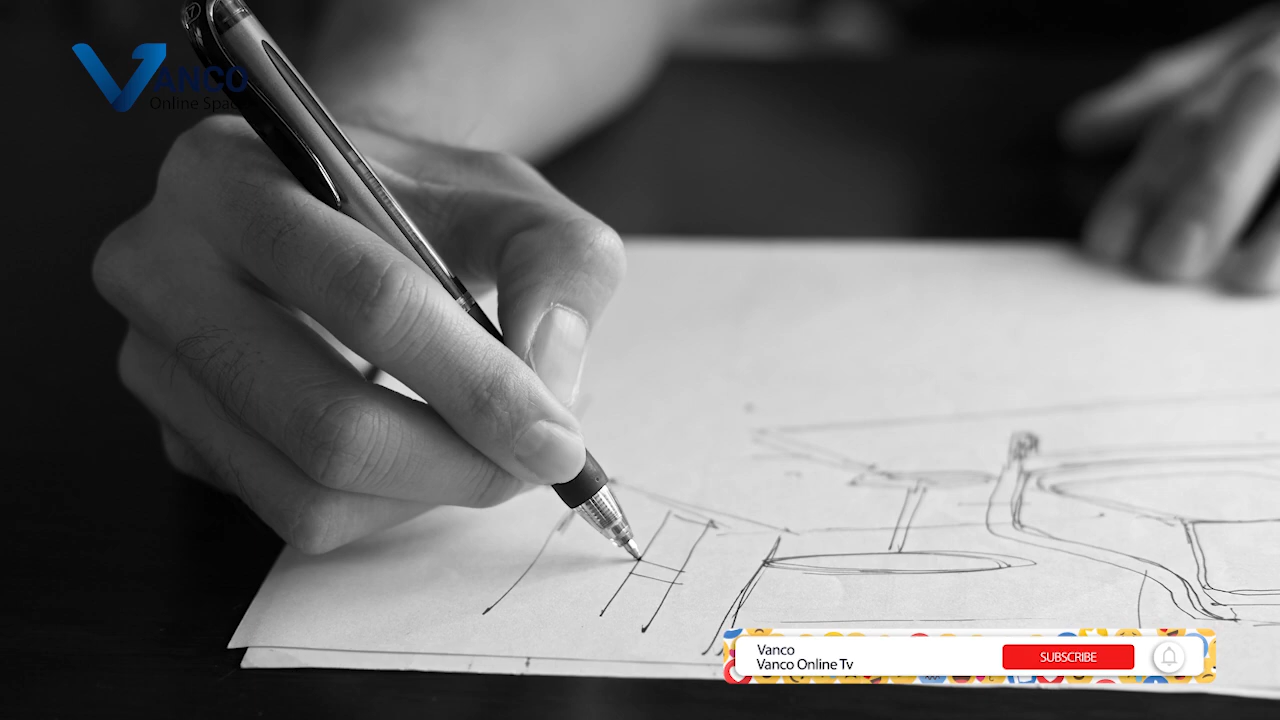 VANCO
Online Space
Vanco
Vanco Online Tv
SUBSCRIBE